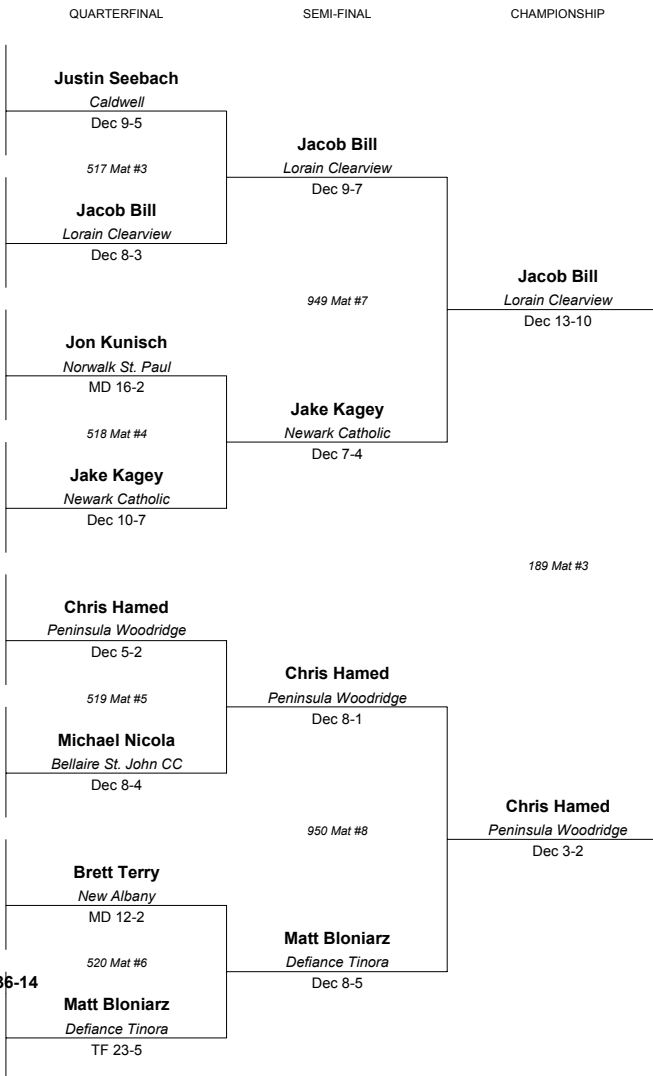 QUARTERFINAL
SEMI-FINAL
CHAMPIONSHIP
Justin Seebach
Caldwell
Dec 9-5
517 Mat #3
Jacob Bill
Lorain Clearview
Dec 8-3
Jacob Bill
Lorain Clearview
Dec 9-7
949 Mat #7
Jacob Bill
Lorain Clearview
Dec 13-10
Jon Kunisch
Norwalk St. Paul
MD 16-2
518 Mat #4
Jake Kagey
Newark Catholic
Dec 10-7
Jake Kagey
Newark Catholic
Dec 7-4
189 Mat #3
Chris Hamed
Peninsula Woodridge
Dec 5-2
519 Mat #5
Michael Nicola
Bellaire St. John CC
Dec 8-4
Chris Hamed
Peninsula Woodridge
Dec 8-1
950 Mat #8
Chris Hamed
Peninsula Woodridge
Dec 3-2
Brett Terry
New Albany
MD 12-2
520 Mat #6
6-14
Matt Bloniarz
Defiance Tinora
TF 23-5
Matt Bloniarz
Defiance Tinora
Dec 8-5